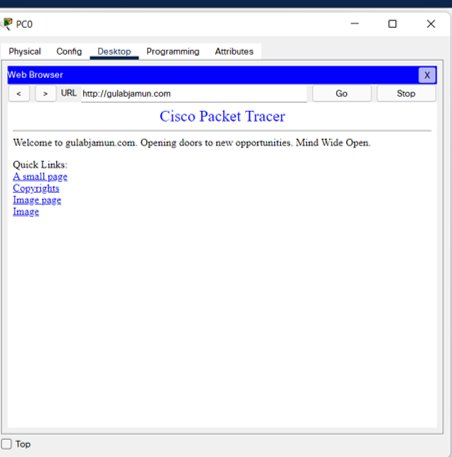 PC0
Physical Config Desktop Programming Attributes
Web Browser
X
< > URL http://gulabjamun.com Go Stop
Cisco Packet Tracer
Welcome to gulabjamun.com. Opening doors to new opportunities. Mind Wide Open.
Quick Links:
A small page
Copyrights
Image page
Image
Top